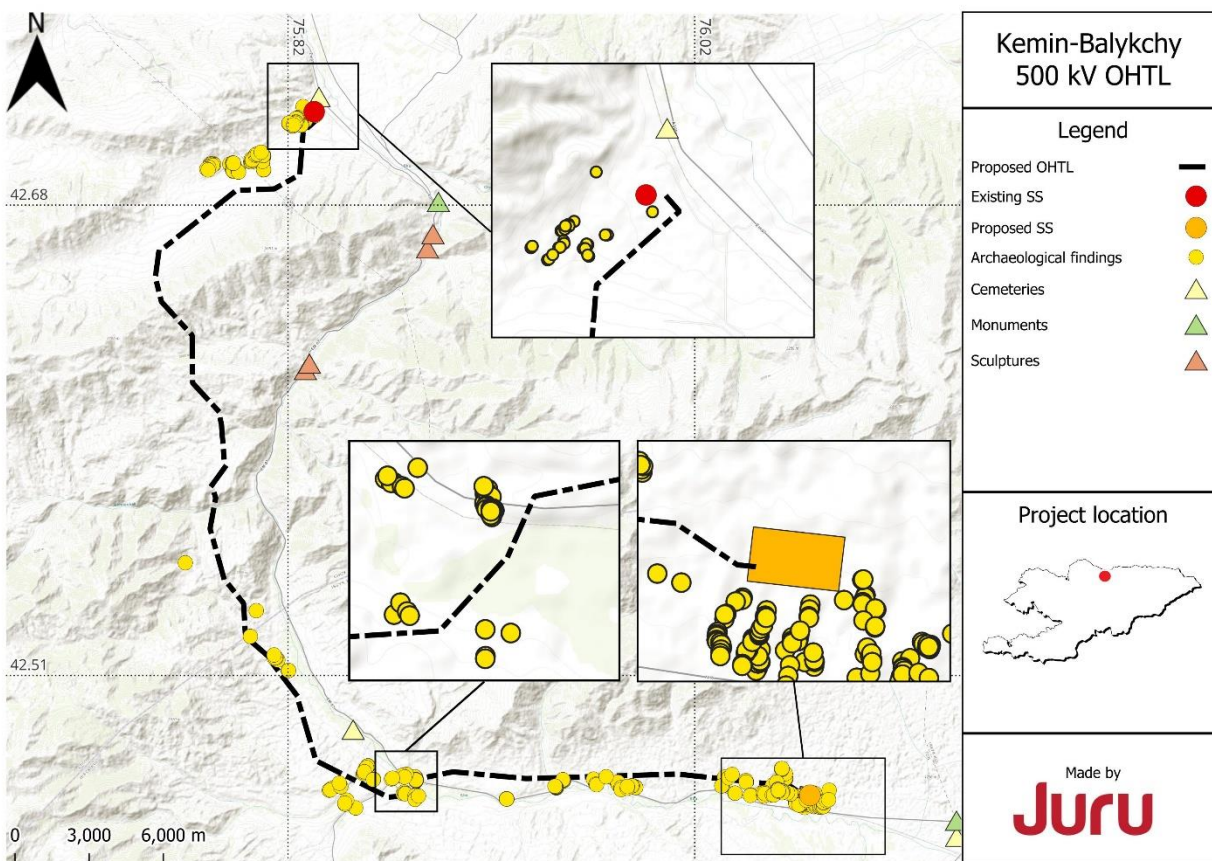 N
75.82
76.02
42.68
42.51
0 3,000 6,000 m
Kemin-Balykchy
500 kV OHTL
Legend
Proposed OHTL
Existing SS
Proposed SS
Archaeological findings
Cemeteries
Monuments
Sculptures
Project location
Made by
Juru